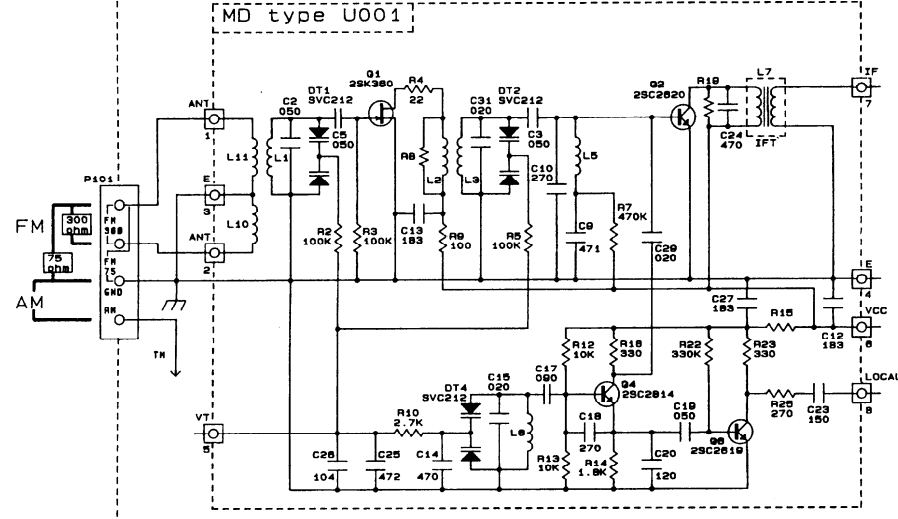 MD type U001
Q1
2SK360
R4
22
DT1
SVC212
C2
050
C5
050
ANT
1
L11
L1
R8
L2
C31
020
L3
DT2
SVC212
C3
050
C10
270
L5
Q2
2SC2620
R19
C24
470
L7
IFT
IF
7
P101
E
3
L10
ANT
2
FM
300
ohm
75
ohm
AM
FM
300
FM
75
GND
TM
R2
100K
R3
100K
C13
183
R9
100
R5
100K
C9
471
R7
470K
C29
020
E
4
C27
183
R15
C12
183
VCC
6
R12
10K
R16
330
R22
330K
R23
330
C17
090
Q4
2SC2814
DT4
SVC212
C15
020
L6
C18
270
C19
050
Q6
2SC2619
R25
270
C23
150
LOCAL
8
VT
5
R10
2.7K
C26
104
C25
472
C14
470
R13
10K
R14
1.8K
C20
120